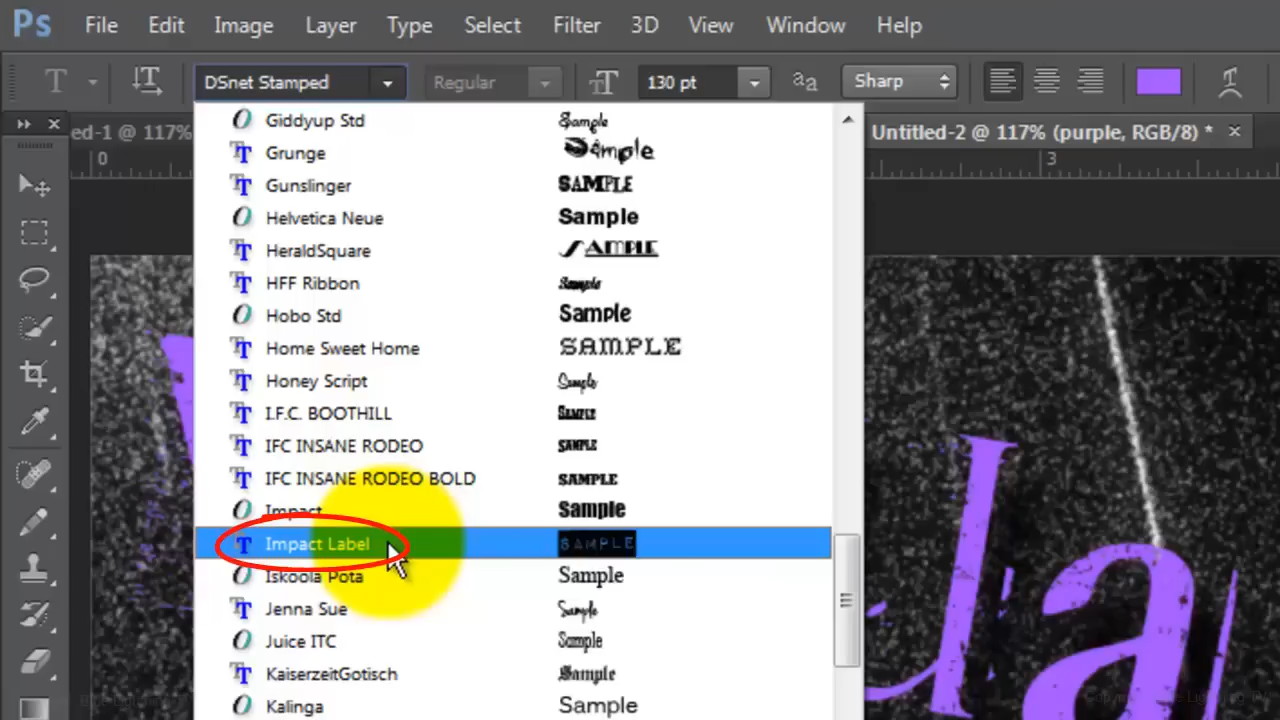 Ps File Edit Image Layer Type Select Filter 3D View Window Help
T DSnet Stamped Regular 130 pt aa Sharp
ed-1 @ 117% Untitled-2 @ 117% (purple, RGB/8) * ×
0 3
Giddyup Std Sample
Grunge Sample
Gunslinger SAMPLE
Helvetica Neue Sample
HeraldSquare SAMPLE
HFF Ribbon Sample
Hobo Std Sample
Home Sweet Home SAMPLE
Honey Script Sample
I.F.C. BOOTHILL SAMPLE
IFC INSANE RODEO SAMPLE
IFC INSANE RODEO BOLD SAMPLE
Impact Sample
Impact Label SAMPLE
Iskoola Pota Sample
Jenna Sue Sample
Juice ITC Sample
KaiserzeitGotisch Sample
Kalinga Sample